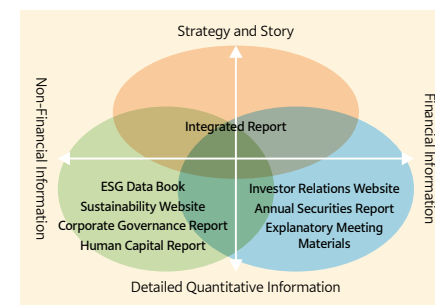 Strategy and Story
Non-Financial Information
Financial Information
Integrated Report
ESG Data Book
Sustainability Website
Corporate Governance Report
Human Capital Report
Investor Relations Website
Annual Securities Report
Explanatory Meeting
Materials
Detailed Quantitative Information